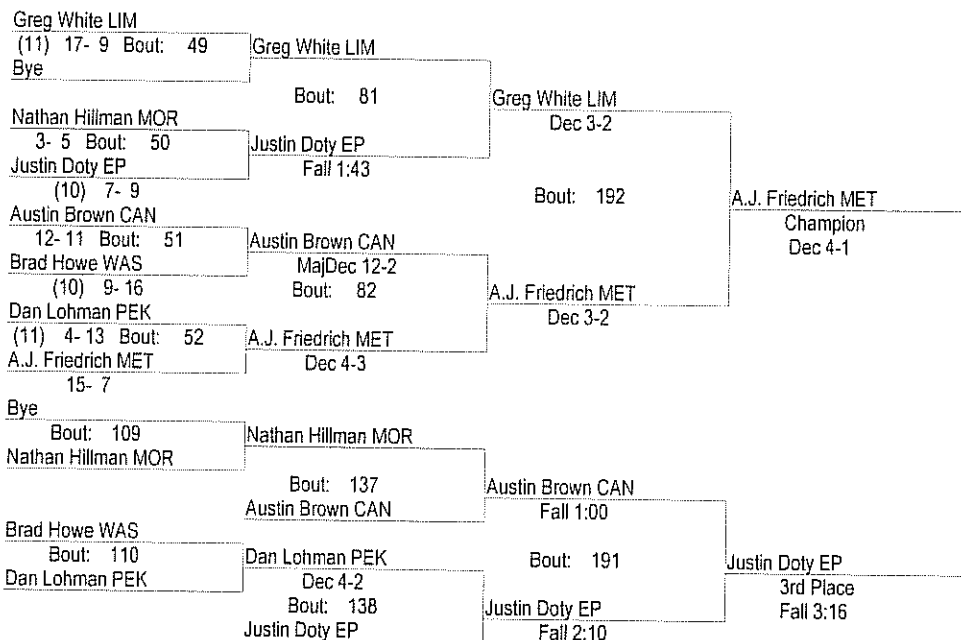 Greg White LIM
(11) 17- 9 Bout: 49
Bye
Greg White LIM
Bout: 81
Nathan Hillman MOR
3- 5 Bout: 50
Justin Doty EP
(10) 7- 9
Justin Doty EP
Fall 1:43
Greg White LIM
Dec 3-2
Austin Brown CAN
12- 11 Bout: 51
Brad Howe WAS
(10) 9- 16
Austin Brown CAN
MajDec 12-2
Bout: 82
Dan Lohman PEK
(11) 4- 13 Bout: 52
A.J. Friedrich MET
15- 7
A.J. Friedrich MET
Dec 4-3
A.J. Friedrich MET
Dec 3-2
Bout: 192
A.J. Friedrich MET
Champion
Dec 4-1
Bye
Bout: 109
Nathan Hillman MOR
Nathan Hillman MOR
Bout: 137
Austin Brown CAN
Austin Brown CAN
Fall 1:00
Brad Howe WAS
Bout: 110
Dan Lohman PEK
Dan Lohman PEK
Dec 4-2
Bout: 138
Justin Doty EP
Bout: 191
Justin Doty EP
Fall 2:10
Justin Doty EP
3rd Place
Fall 3:16